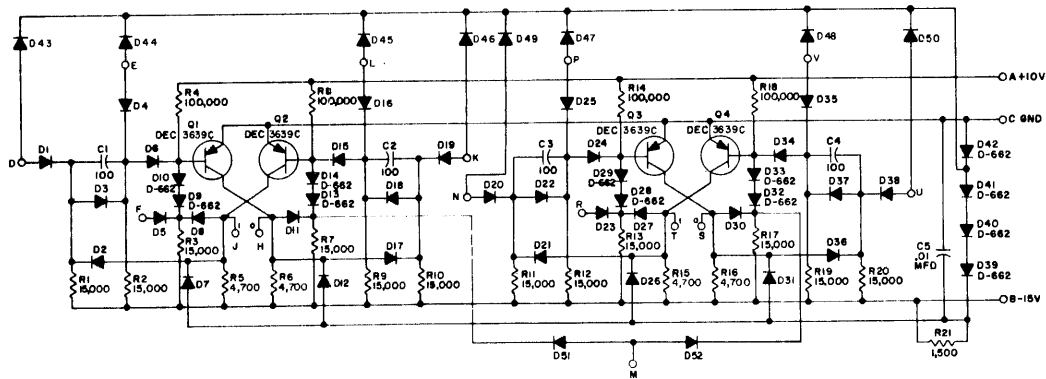 D43
D44
E
D4
D45
L
D16
D46
D49
D47
P
D25
D48
V
D35
D50
R4
100,000
R8
100,000
R14
100,000
R18
100,000
A+10V
Q1
DEC 3639C
Q2
DEC 3639C
Q3
DEC 3639C
Q4
DEC 3639C
C GND
D
D1
C1
100
D3
D6
D10
D-662
D9
D-662
F
D5
D8
R3
15,000
D2
R1
15,000
R2
15,000
D7
R5
4,700
J
1
H
0
R6
4,700
D11
D12
D15
D14
D-662
D13
D-662
R7
15,000
C2
100
D18
D17
R9
15,000
R10
15,000
D19
K
N
D20
C3
100
D22
D21
R11
15,000
R12
15,000
D24
D29
D-662
D28
D-662
R
D23
D27
R13
15,000
D26
R15
4,700
T
1
S
0
R16
4,700
D30
D31
D34
D33
D-662
D32
D-662
R17
15,000
C4
100
D37
D38
U
D36
R19
15,000
R20
15,000
C5
.01
MFD
D42
D-662
D41
D-662
D40
D-662
D39
D-662
B-15V
R21
1,500
D51
D52
M